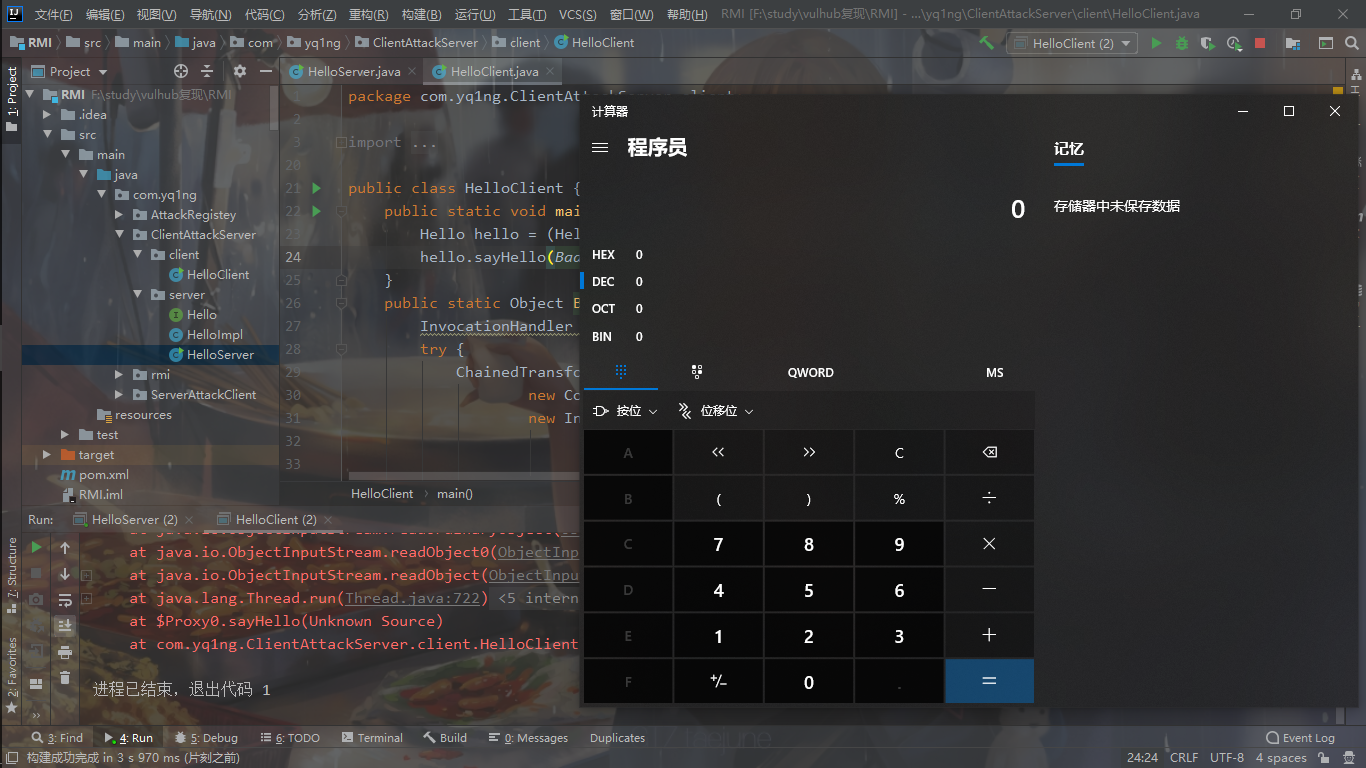 文件(F) 编辑(E) 视图(V) 导航(N) 代码(C) 分析(Z) 重构(R) 构建(B) 运行(U) 工具(T) VCS(S) 窗口(W) 帮助(H) RMI [F:\study\vulhub复现\RMI] - ...\yq1ng\ClientAttackServer\client\HelloClient.java
RMI src main java com yq1ng ClientAttackServer client HelloClient
HelloClient (2)
1: Project
Project
HelloServer.java
HelloClient.java
RMI F:\study\vulhub复现\RMI
.idea
src
main
java
com.yq1ng
AttackRegistey
ClientAttackServer
client
HelloClient
server
Hello
HelloImpl
HelloServer
rmi
ServerAttackClient
resources
test
target
pom.xml
RMI.iml
1 package com.yq1ng.ClientAtt
2
3 import ...
20
21 public class HelloClient {
22 public static void mai
23 Hello hello = (Hel
24 hello.sayHello(Bad
25 }
26 public static Object B
27 InvocationHandler
28 try {
29 ChainedTransfo
30 new Co
31 new In
32
33
HelloClient › main()
计算器
程序员
记忆
0
存储器中未保存数据
HEX 0
DEC 0
OCT 0
BIN 0
QWORD
MS
按位
位移位
A << >> C
B ( ) % ÷
C 7 8 9 ×
D 4 5 6 −
E 1 2 3 +
F +/− 0 . =
Run: HelloServer (2) HelloClient (2)
at java.io.ObjectInputStream.readObject0(ObjectInp
at java.io.ObjectInputStream.readObject(ObjectInpu
at java.lang.Thread.run(Thread.java:722) <5 intern
at $Proxy0.sayHello(Unknown Source)
at com.yq1ng.ClientAttackServer.client.HelloClient
进程已结束，退出代码 1
7: Structure
2: Favorites
3: Find 4: Run 5: Debug 6: TODO Terminal Build 0: Messages Duplicates Event Log
构建成功完成 in 3 s 970 ms (片刻之前)
24:24 CRLF UTF-8 4 spaces